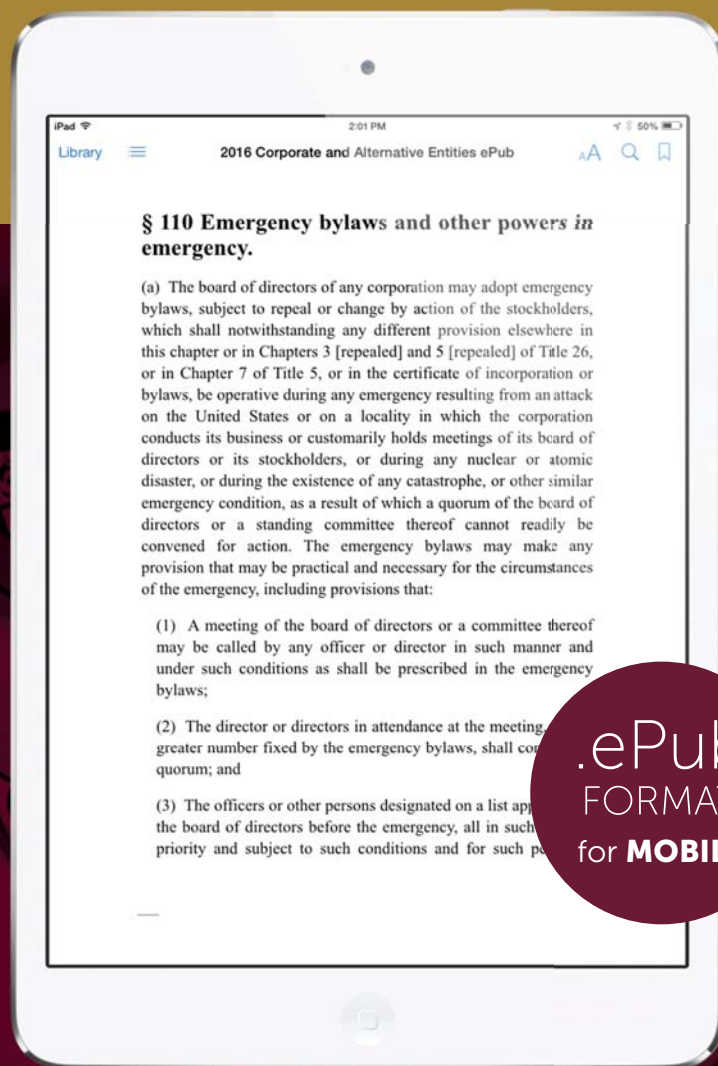 iPad
2:01 PM
50%
Library
2016 Corporate and Alternative Entities ePub
AA
§ 110 Emergency bylaws and other powers in
emergency.
(a) The board of directors of any corporation may adopt emergency
bylaws, subject to repeal or change by action of the stockholders,
which shall notwithstanding any different provision elsewhere in
this chapter or in Chapters 3 [repealed] and 5 [repealed] of Title 26,
or in Chapter 7 of Title 5, or in the certificate of incorporation or
bylaws, be operative during any emergency resulting from an attack
on the United States or on a locality in which the corporation
conducts its business or customarily holds meetings of its board of
directors or its stockholders, or during any nuclear or atomic
disaster, or during the existence of any catastrophe, or other similar
emergency condition, as a result of which a quorum of the board of
directors or a standing committee thereof cannot readily be
convened for action. The emergency bylaws may make any
provision that may be practical and necessary for the circumstances
of the emergency, including provisions that:
(1) A meeting of the board of directors or a committee thereof
may be called by any officer or director in such manner and
under such conditions as shall be prescribed in the emergency
bylaws;
(2) The director or directors in attendance at the meeting,
greater number fixed by the emergency bylaws, shall
quorum; and
(3) The officers or other persons designated on a list
the board of directors before the emergency, all in such
priority and subject to such conditions and for such
.ePub
FORMAT
for MOBIL